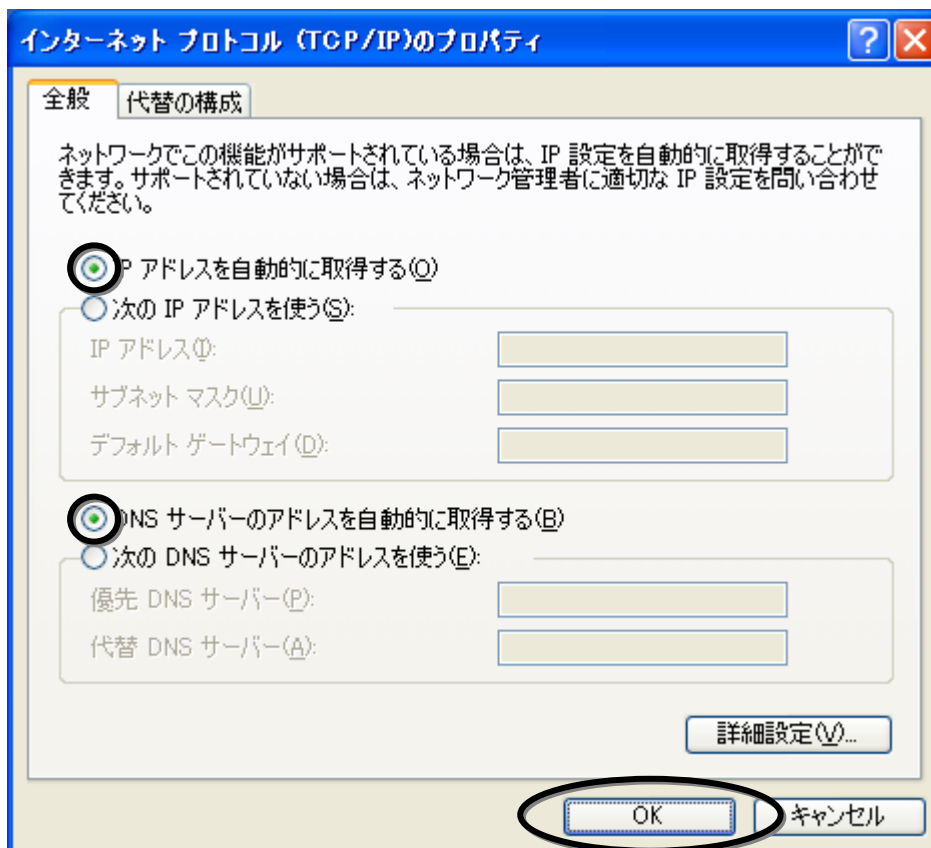 インターネット プロトコル (TCP/IP)のプロパティ
全般
代替の構成
ネットワークでこの機能がサポートされている場合は、IP 設定を自動的に取得することがで
きます。サポートされていない場合は、ネットワーク管理者に適切な IP 設定を問い合わせ
てください。
P アドレスを自動的に取得する(O)
次の IP アドレスを使う(S):
IP アドレス(I):
サブネット マスク(U):
デフォルト ゲートウェイ(D):
DNS サーバーのアドレスを自動的に取得する(B)
次の DNS サーバーのアドレスを使う(E):
優先 DNS サーバー(P):
代替 DNS サーバー(A):
詳細設定(V)...
OK
キャンセル